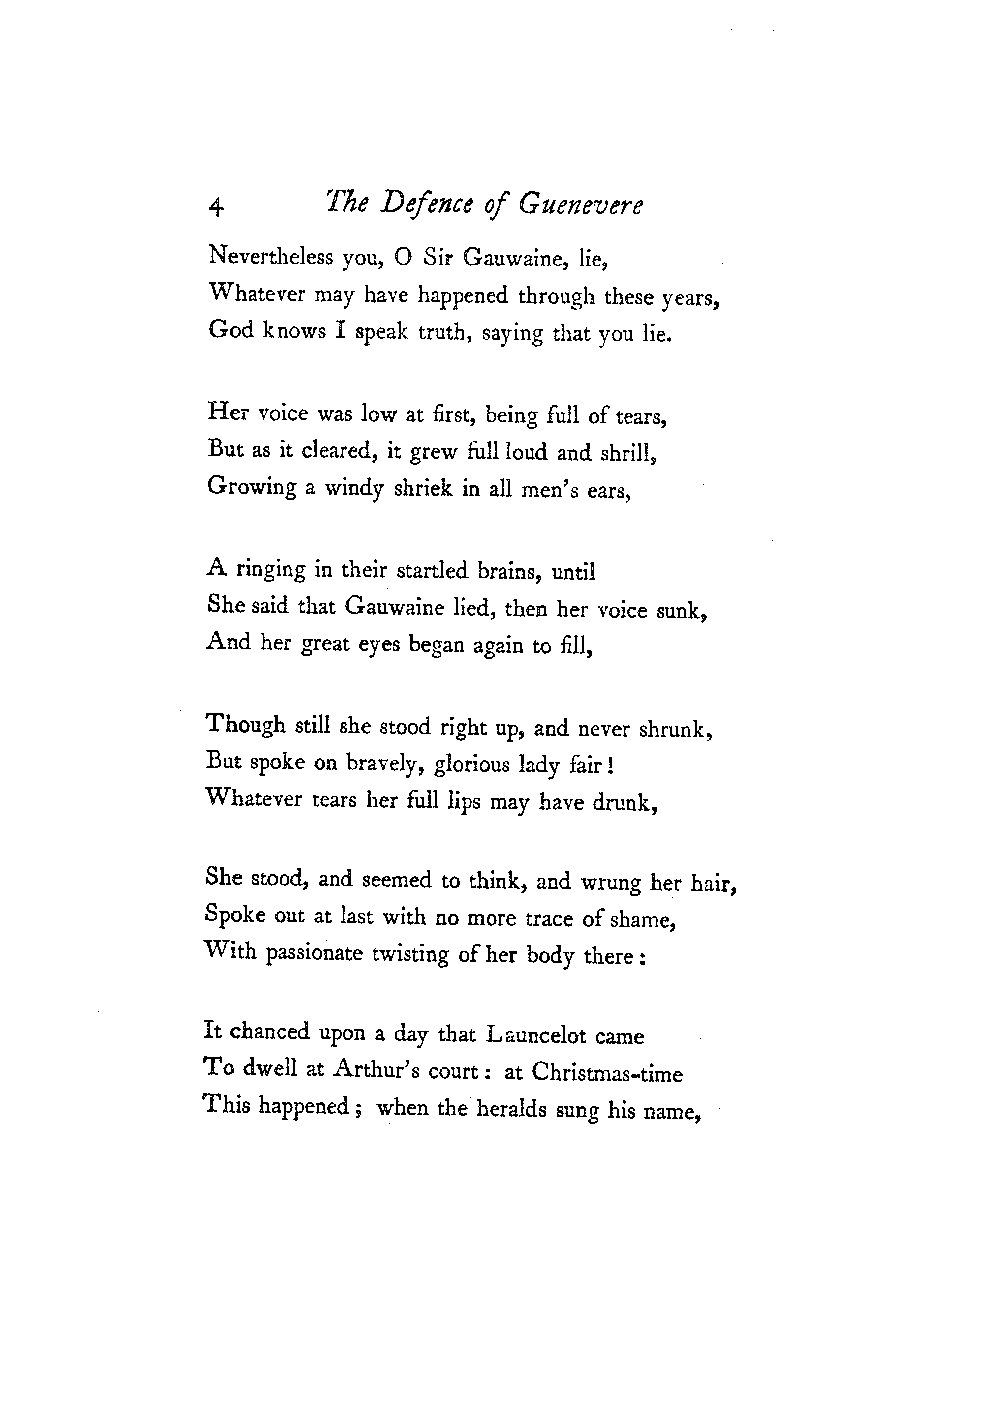 4 The Defence of Guenevere
Nevertheless you, O Sir Gauwaine, lie,
Whatever may have happened through these years,
God knows I speak truth, saying that you lie.
Her voice was low at first, being full of tears,
But as it cleared, it grew full loud and shrill,
Growing a windy shriek in all men's ears,
A ringing in their startled brains, until
She said that Gauwaine lied, then her voice sunk,
And her great eyes began again to fill,
Though still she stood right up, and never shrunk,
But spoke on bravely, glorious lady fair!
Whatever tears her full lips may have drunk,
She stood, and seemed to think, and wrung her hair,
Spoke out at last with no more trace of shame,
With passionate twisting of her body there:
It chanced upon a day that Launcelot came
To dwell at Arthur's court: at Christmas-time
This happened; when the heralds sung his name,